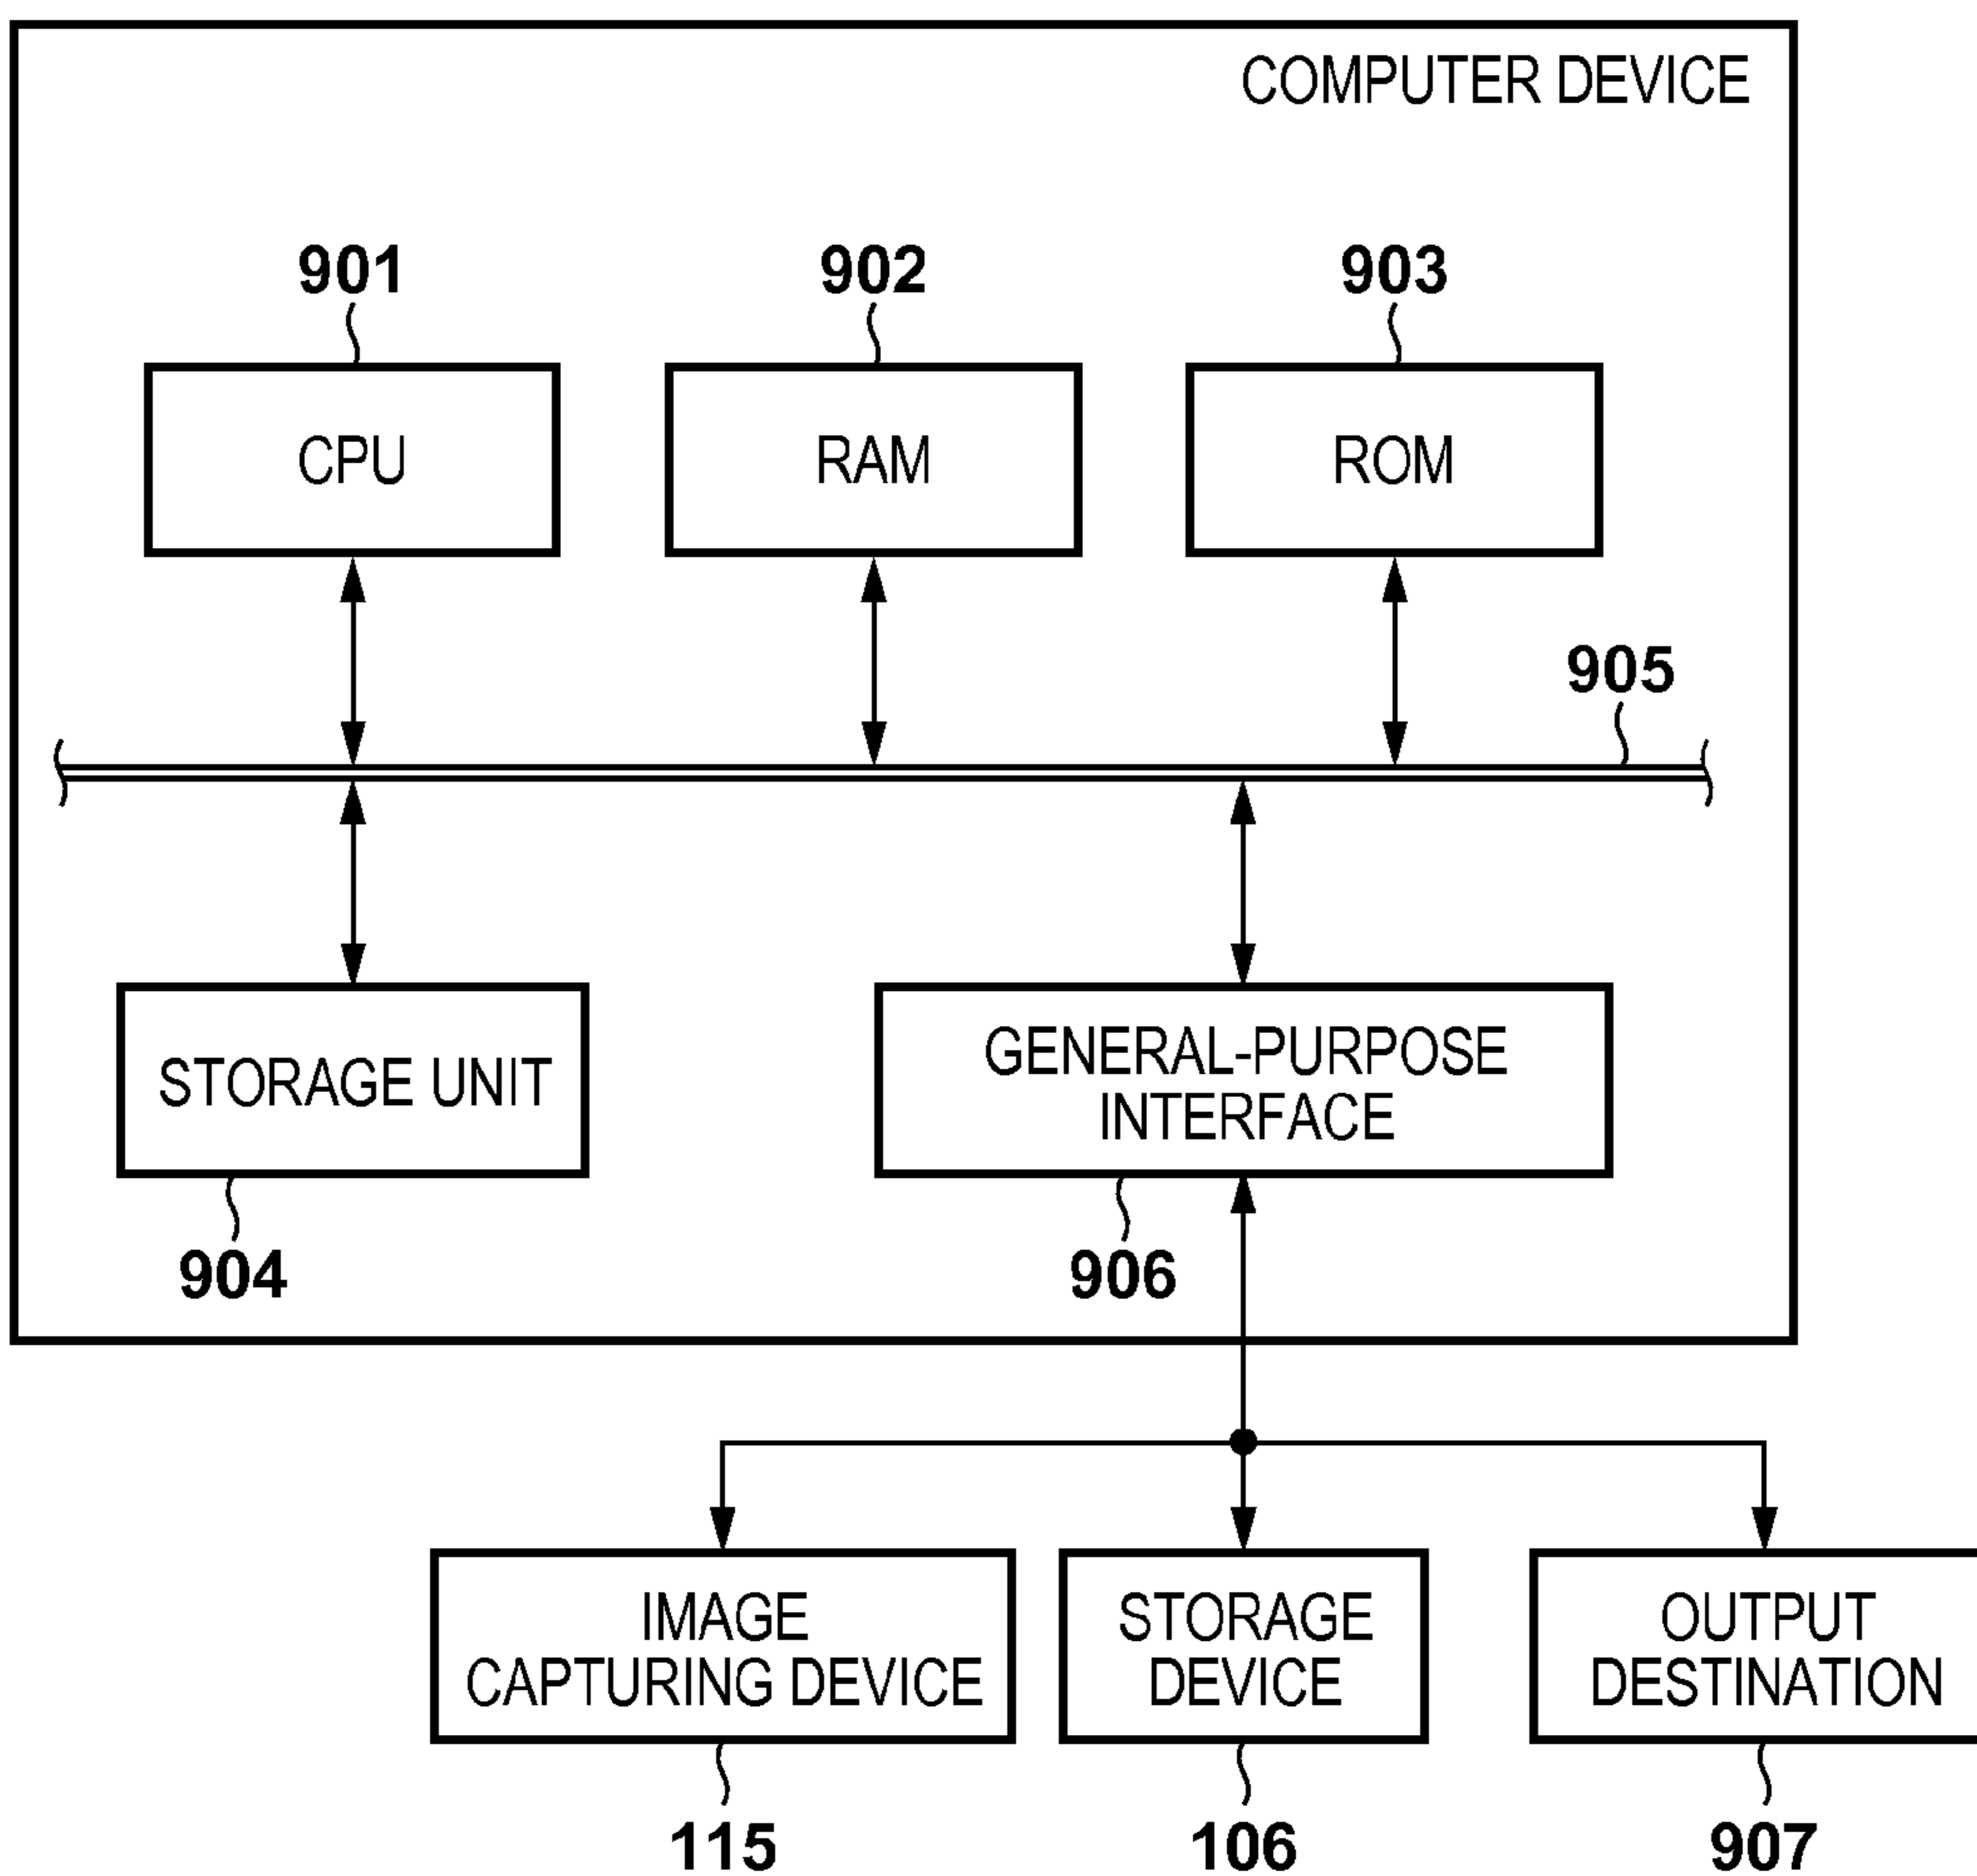 COMPUTER DEVICE
901
902
903
CPU
RAM
ROM
905
STORAGE UNIT
GENERAL-PURPOSE
INTERFACE
904
906
IMAGE
CAPTURING DEVICE
STORAGE
DEVICE
OUTPUT
DESTINATION
115
106
907